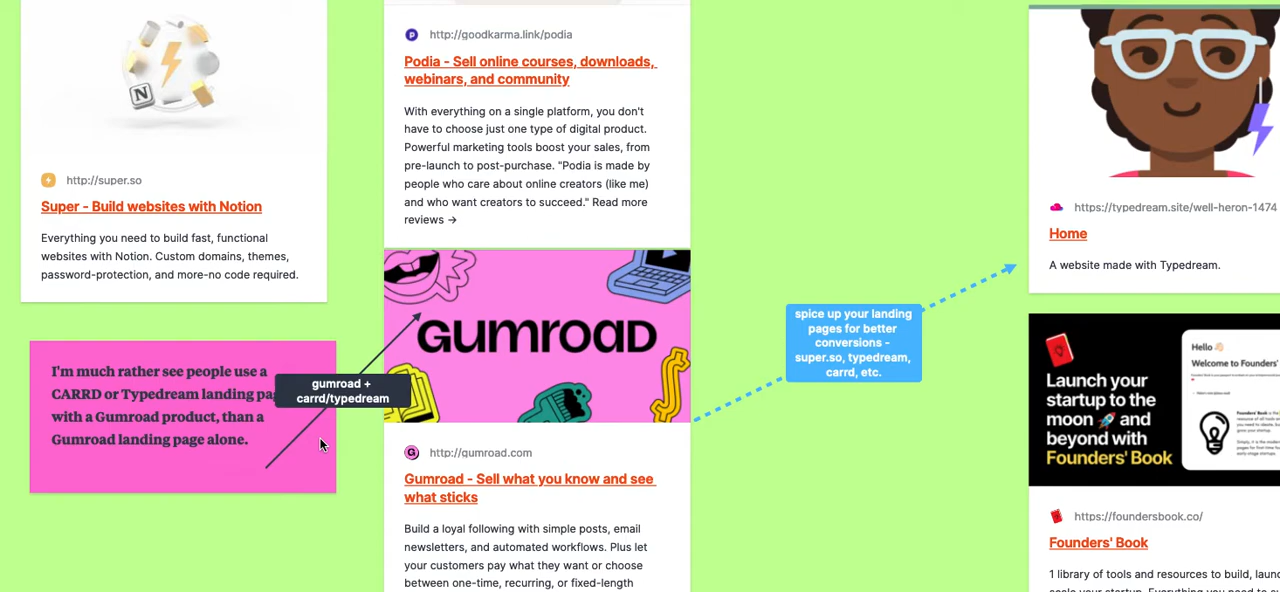 N
http://super.so
Super - Build websites with Notion
Everything you need to build fast, functional
websites with Notion. Custom domains, themes,
password-protection, and more-no code required.
I'm much rather see people use a
CARRD or Typedream landing pa
with a Gumroad product, than a
Gumroad landing page alone.
gumroad +
carrd/typedream
P
http://goodkarma.link/podia
Podia - Sell online courses, downloads,
webinars, and community
With everything on a single platform, you don't
have to choose just one type of digital product.
Powerful marketing tools boost your sales, from
pre-launch to post-purchase. "Podia is made by
people who care about online creators (like me)
and who want creators to succeed." Read more
reviews →
GUMROAD
G
http://gumroad.com
Gumroad - Sell what you know and see
what sticks
Build a loyal following with simple posts, email
newsletters, and automated workflows. Plus let
your customers pay what they want or choose
between one-time, recurring, or fixed-length
spice up your landing
pages for better
conversions -
super.so, typedream,
carrd, etc.
https://typedream.site/well-heron-1474
Home
A website made with Typedream.
Launch your
startup to the
moon 🚀 and
beyond with
Founders' Book
Hello 👋🏻
Welcome to Founders'
https://foundersbook.co/
Founders' Book
1 library of tools and resources to build, laun
scale your startup. Everything you need to su